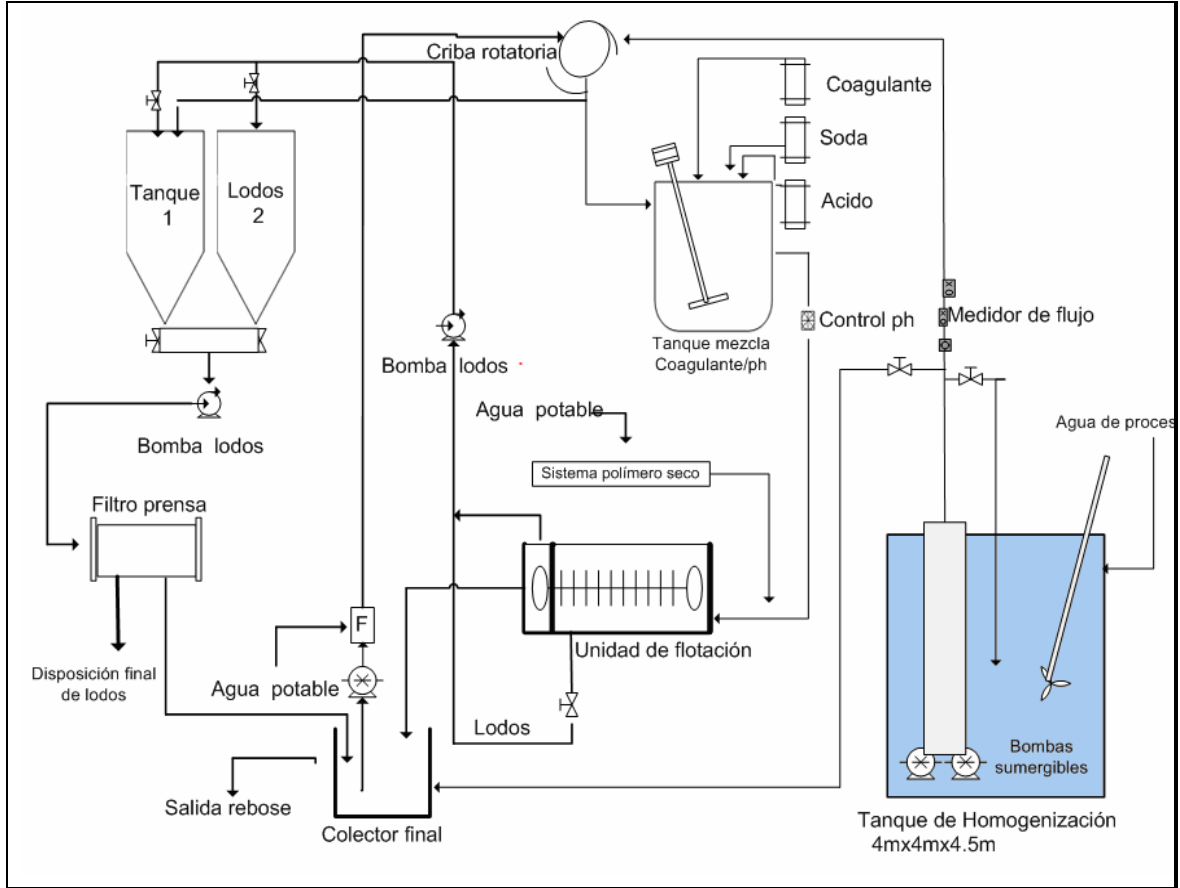 Criba rotatoria
Coagulante
Soda
Acido
Tanque
1
Lodos
2
Control ph
Medidor de flujo
Tanque mezcla
Coagulante/ph
Bomba lodos
Agua potable
Agua de proces
Bomba lodos
Sistema polímero seco
Filtro prensa
F
Unidad de flotación
Disposición final
de lodos
Agua potable
Lodos
Bombas
sumergibles
Salida rebose
Colector final
Tanque de Homogenización
4mx4mx4.5m